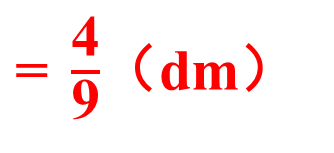 = 4/9 （dm）